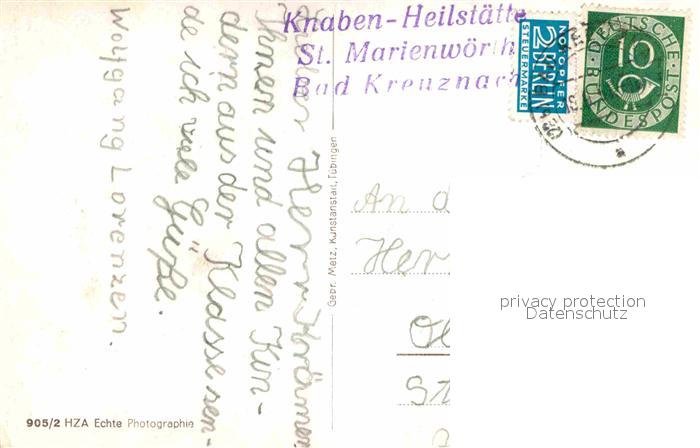 Knaben-Heilstätte
St. Marienwörth
Bad Kreuznach
NOTOPFER
2 BERLIN
STEUERMARKE
DEUTSCHE
BUNDESPOST
10
Lieber Herr Krämer
Ihnen und allen Kin-
dern aus der Klasse sen-
de ich viele Grüße.
Wolfgang Lorenzen.
Gebr. Metz, Kunstanstalt, Tübingen
An d
Her
Ol
St
privacy protection
Datenschutz
905/2 HZA Echte Photographie